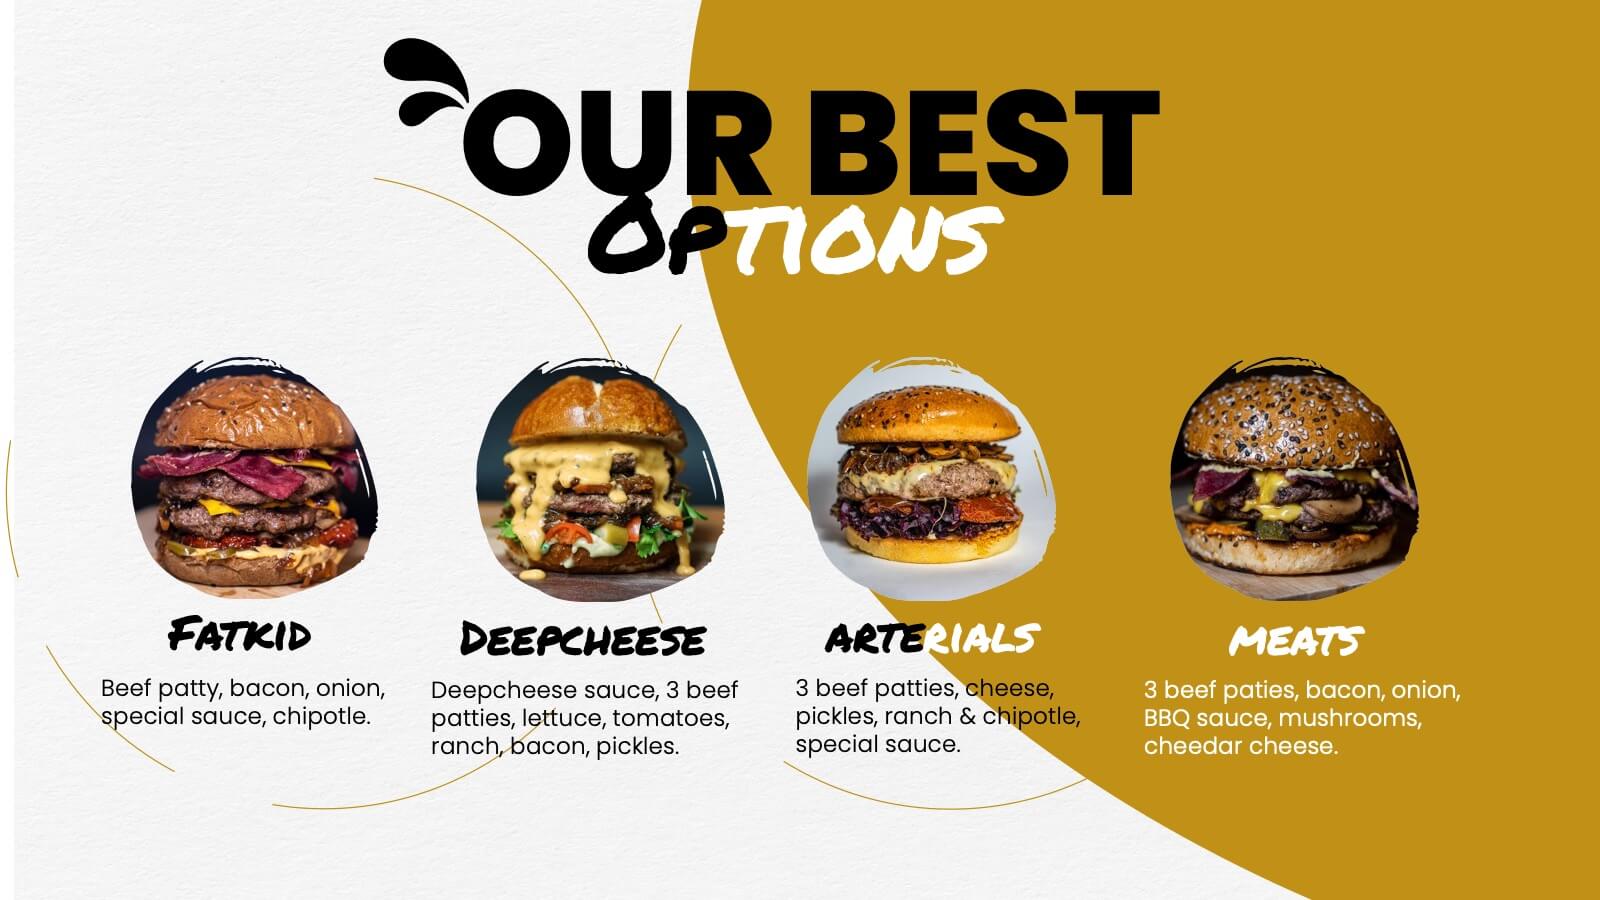 OUR BEST
OPTIONS
FATKID
Beef patty, bacon, onion,
special sauce, chipotle.
DEEPCHEESE
Deepcheese sauce, 3 beef
patties, lettuce, tomatoes,
ranch, bacon, pickles.
ARTERIALS
3 beef patties, cheese,
pickles, ranch & chipotle,
special sauce.
MEATS
3 beef paties, bacon, onion,
BBQ sauce, mushrooms,
cheedar cheese.